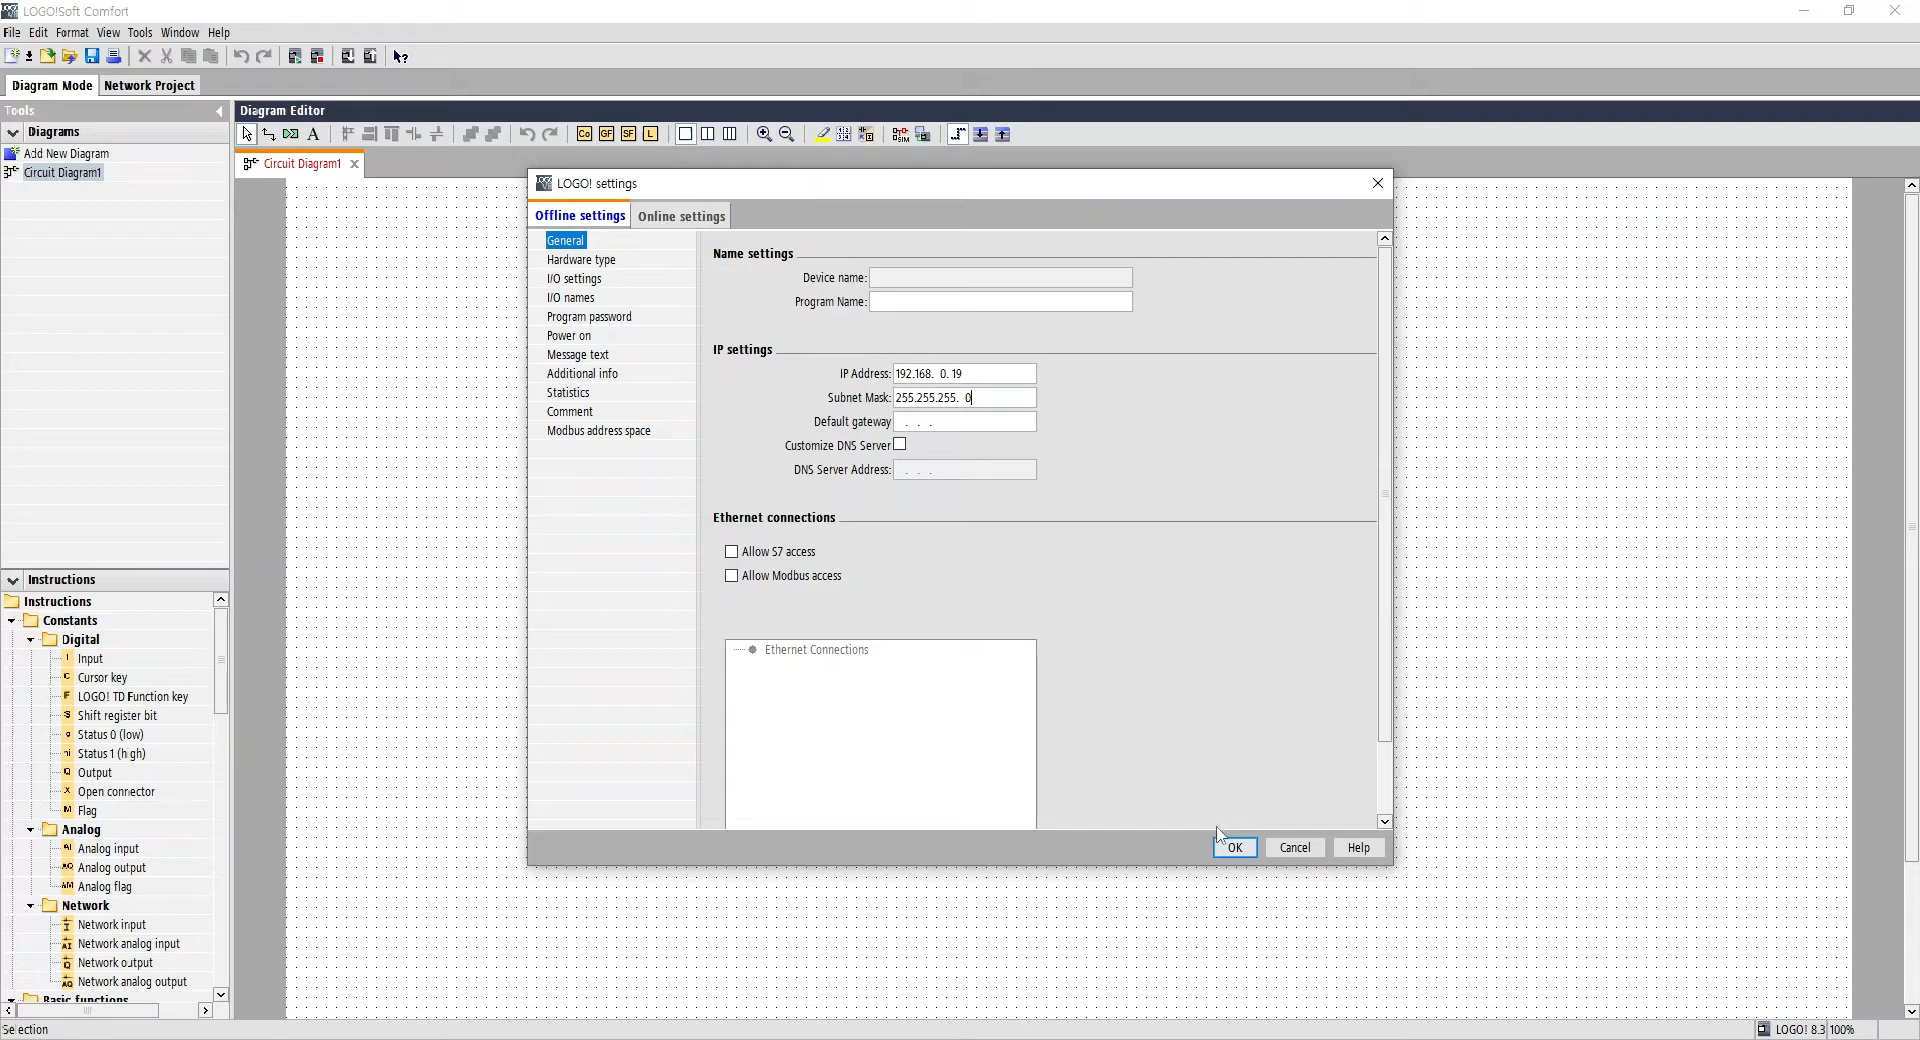 LOGO!Soft Comfort
File Edit Format View Tools Window Help
Diagram Mode Network Project
Tools
Diagrams
Add New Diagram
Circuit Diagram1
Diagram Editor
A Co GF SF L
Circuit Diagram1
LOGO! settings
Offline settings Online settings
General
Hardware type
I/O settings
I/O names
Program password
Power on
Message text
Additional info
Statistics
Comment
Modbus address space
Name settings
Device name:
Program Name:
IP settings
IP Address: 192.168. 0. 19
Subnet Mask: 255.255.255. 0
Default gateway . . .
Customize DNS Server
DNS Server Address: . . .
Ethernet connections
Allow S7 access
Allow Modbus access
Ethernet Connections
OK Cancel Help
Instructions
Instructions
Constants
Digital
I Input
C Cursor key
F LOGO! TD Function key
S Shift register bit
Status 0 (low)
Status 1 (high)
Q Output
X Open connector
M Flag
Analog
AI Analog input
AQ Analog output
AM Analog flag
Network
Network input
Network analog input
Network output
Network analog output
Basic functions
Selection
LOGO! 8.3 100%